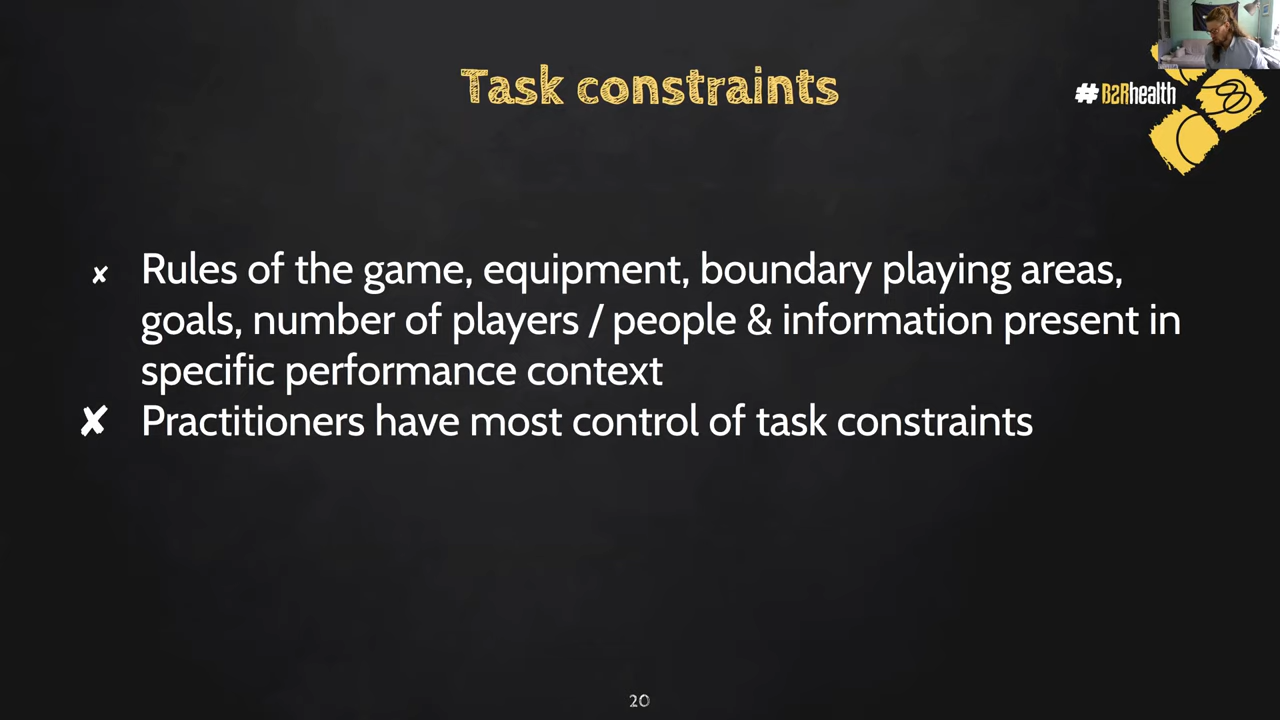 Task constraints
#B2Rhealth
✘ Rules of the game, equipment, boundary playing areas,
goals, number of players / people & information present in
specific performance context
✘ Practitioners have most control of task constraints
20